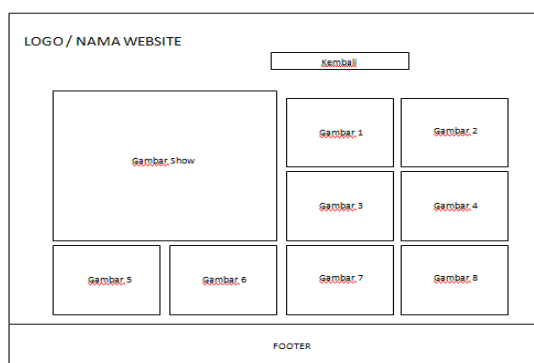 LOGO / NAMA WEBSITE
Kembali
Gambar Show
Gambar 1
Gambar 2
Gambar 3
Gambar 4
Gambar 5
Gambar 6
Gambar 7
Gambar 8
FOOTER